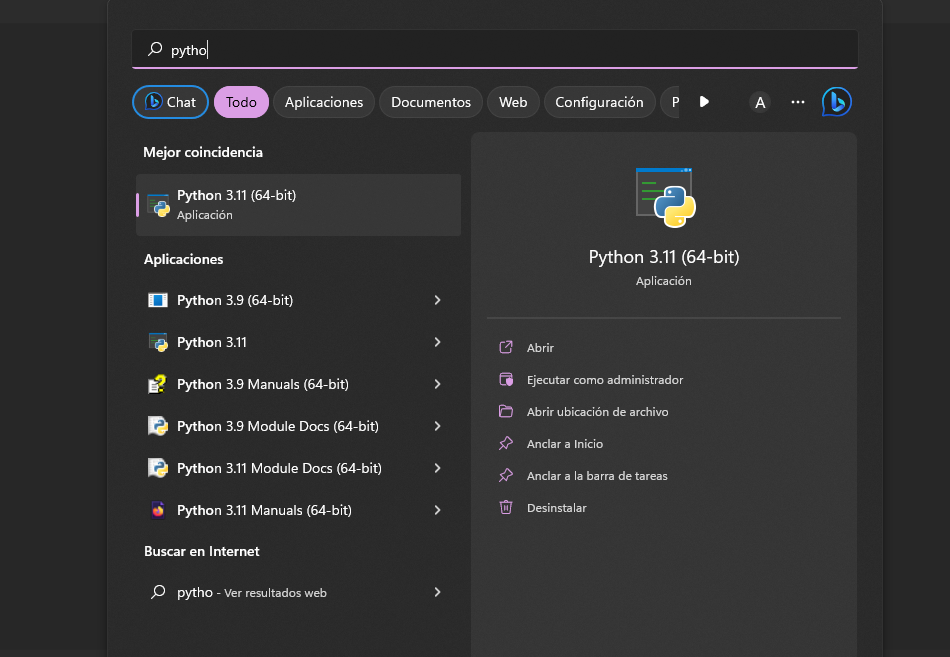 pytho
Chat
Todo
Aplicaciones
Documentos
Web
Configuración
P
A
Mejor coincidencia
Python 3.11 (64-bit)
Aplicación
Aplicaciones
Python 3.9 (64-bit)
Python 3.11
Python 3.9 Manuals (64-bit)
Python 3.9 Module Docs (64-bit)
Python 3.11 Module Docs (64-bit)
Python 3.11 Manuals (64-bit)
Buscar en Internet
pytho - Ver resultados web
Python 3.11 (64-bit)
Aplicación
Abrir
Ejecutar como administrador
Abrir ubicación de archivo
Anclar a Inicio
Anclar a la barra de tareas
Desinstalar